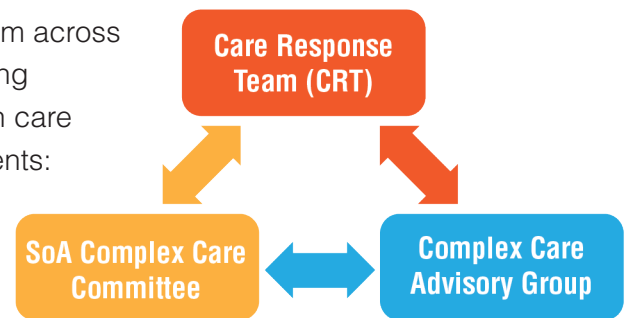 m across
ng
care
ents:
Care Response
Team (CRT)
SoA Complex Care
Committee
Complex Care
Advisory Group